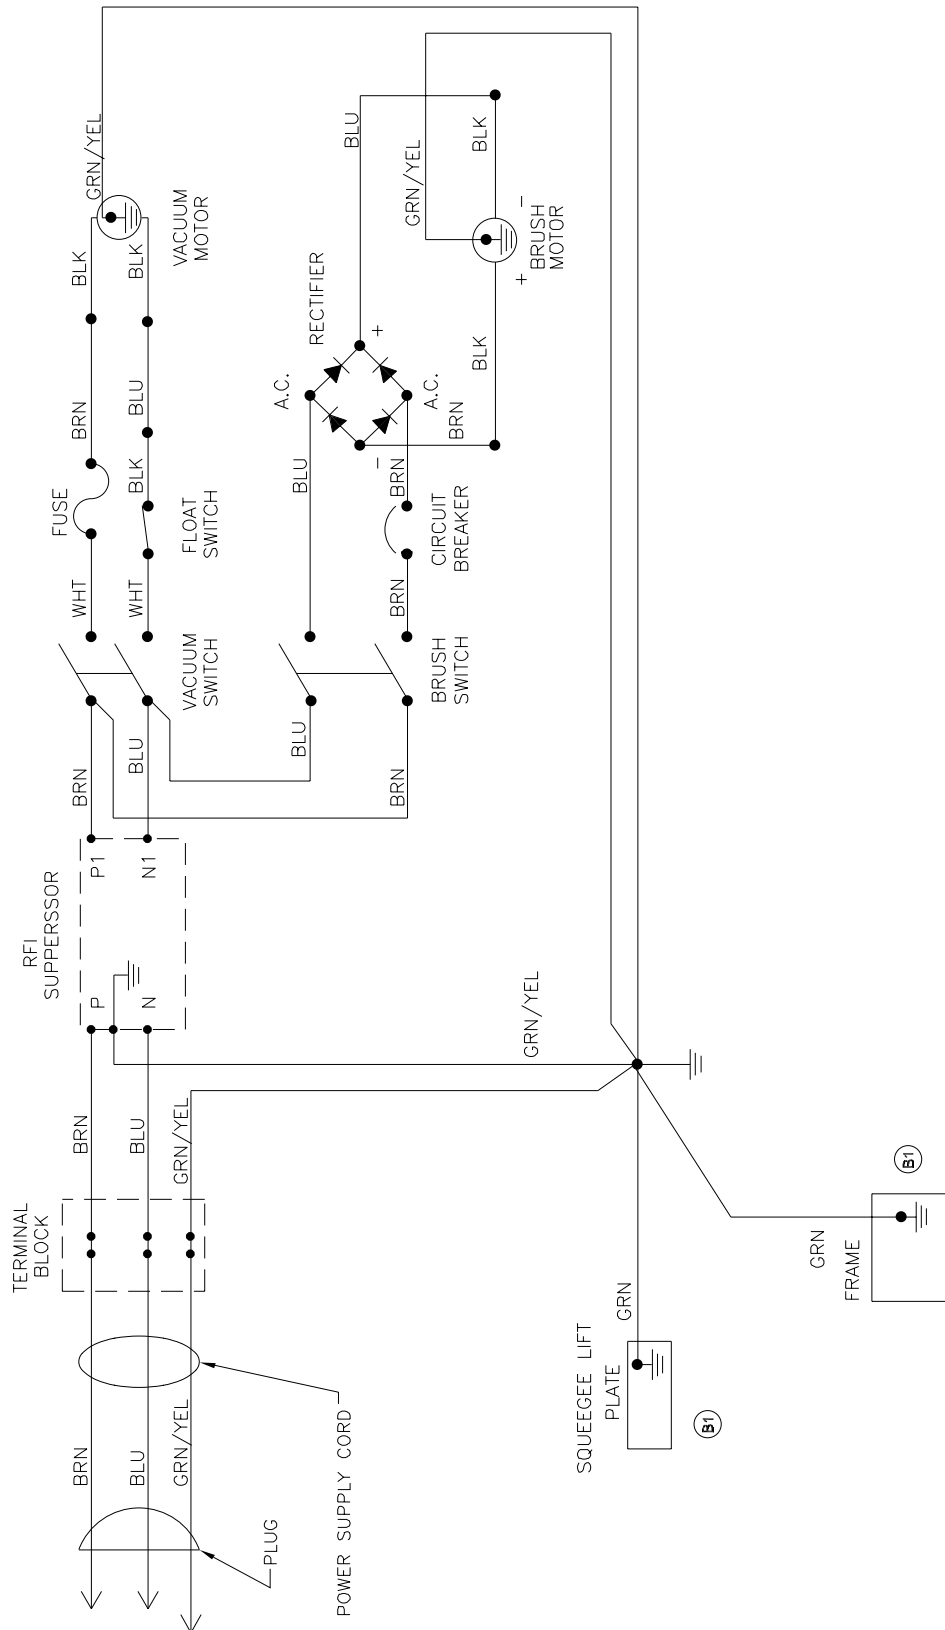 GRN/YEL
BLK
BLK
VACUUM
MOTOR
BRN
BLU
FUSE
BLK
FLOAT
SWITCH
WHT
WHT
VACUUM
SWITCH
BRN
BLU
BLU
BLK
GRN/YEL
-
+
BRUSH
MOTOR
RECTIFIER
+
A.C.
A.C.
-
BLK
BRN
BLU
BRN
CIRCUIT
BREAKER
BRN
BRUSH
SWITCH
BLU
BRN
RFI
SUPPERSSOR
P1
N1
P
N
GRN/YEL
BRN
BLU
GRN/YEL
TERMINAL
BLOCK
BRN
BLU
GRN/YEL
POWER SUPPLY CORD
PLUG
GRN
SQUEEGEE LIFT
PLATE
B1
GRN
FRAME
B1